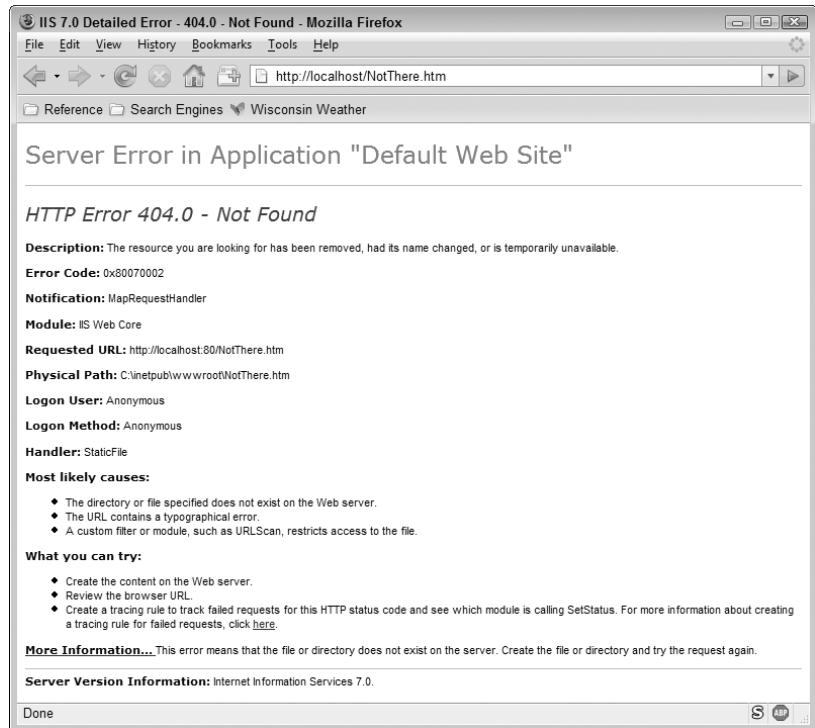 IIS 7.0 Detailed Error - 404.0 - Not Found - Mozilla Firefox
File Edit View History Bookmarks Tools Help
http://localhost/NotThere.htm
Reference Search Engines Wisconsin Weather
Server Error in Application "Default Web Site"
HTTP Error 404.0 - Not Found
Description: The resource you are looking for has been removed, had its name changed, or is temporarily unavailable.
Error Code: 0x80070002
Notification: MapRequestHandler
Module: IIS Web Core
Requested URL: http://localhost:80/NotThere.htm
Physical Path: C:\inetpub\wwwroot\NotThere.htm
Logon User: Anonymous
Logon Method: Anonymous
Handler: StaticFile
Most likely causes:
The directory or file specified does not exist on the Web server.
The URL contains a typographical error.
A custom filter or module, such as URLScan, restricts access to the file.
What you can try:
Create the content on the Web server.
Review the browser URL.
Create a tracing rule to track failed requests for this HTTP status code and see which module is calling SetStatus. For more information about creating
a tracing rule for failed requests, click here.
More Information... This error means that the file or directory does not exist on the server. Create the file or directory and try the request again.
Server Version Information: Internet Information Services 7.0.
Done S ABP